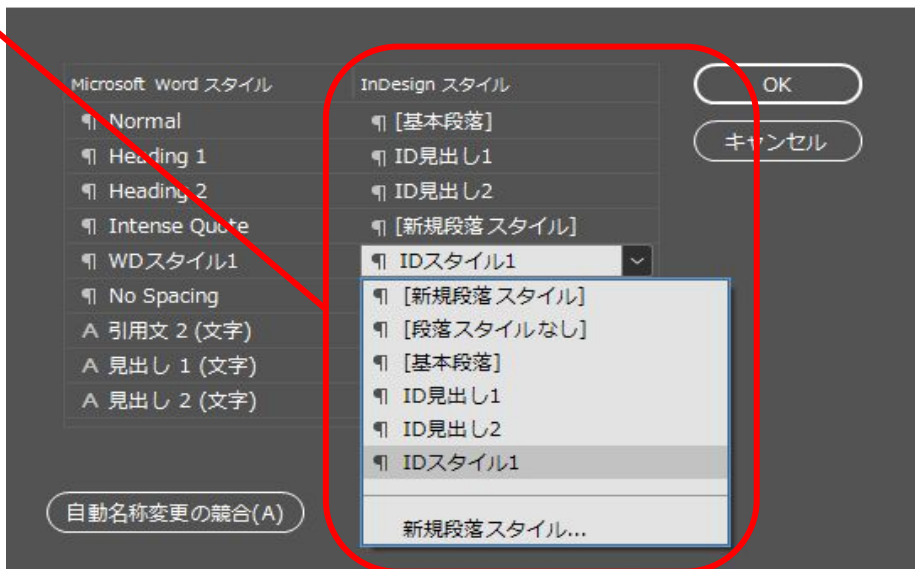 Microsoft Word スタイル InDesign スタイル OK
¶ Normal ¶ [基本段落]
キャンセル
¶ Heading 1 ¶ ID見出し1
¶ Heading 2 ¶ ID見出し2
¶ Intense Quote ¶ [新規段落スタイル]
¶ WDスタイル1 ¶ IDスタイル1
¶ No Spacing ¶ [新規段落スタイル]
A 引用文 2 (文字) ¶ [段落スタイルなし]
A 見出し 1 (文字) ¶ [基本段落]
A 見出し 2 (文字) ¶ ID見出し1
¶ ID見出し2
¶ IDスタイル1
自動名称変更の競合(A) 新規段落スタイル...